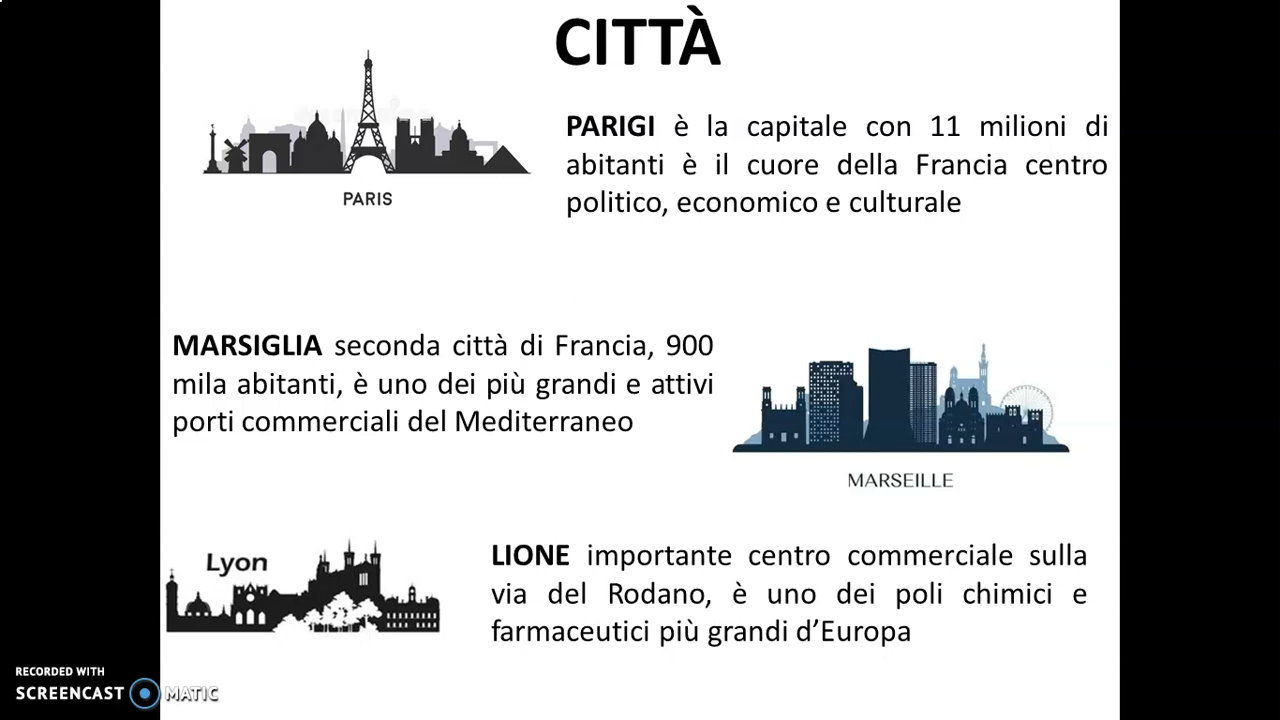 CITTÀ
PARIGI è la capitale con 11 milioni di
abitanti è il cuore della Francia centro
politico, economico e culturale
PARIS
MARSIGLIA seconda città di Francia, 900
mila abitanti, è uno dei più grandi e attivi
porti commerciali del Mediterraneo
MARSEILLE
Lyon
LIONE importante centro commerciale sulla
via del Rodano, è uno dei poli chimici e
farmaceutici più grandi d’Europa
RECORDED WITH
SCREENCAST MATIC